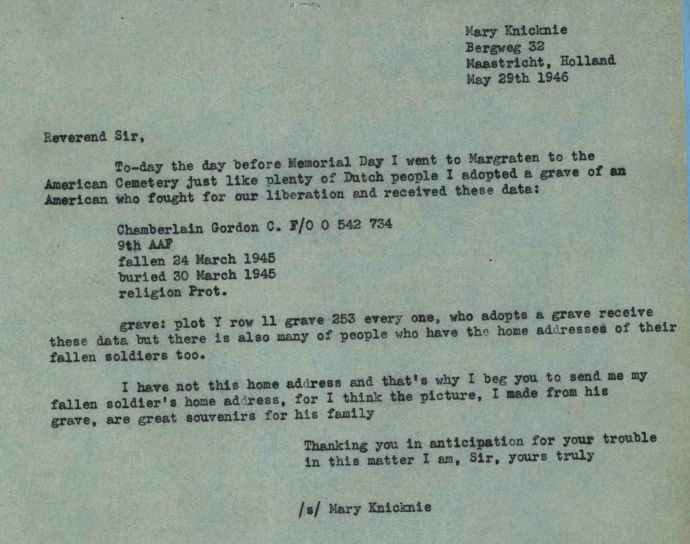 Mary Knicknie
Bergweg 32
Maastricht, Holland
May 29th 1946
Reverend Sir,
To-day the day before Memorial Day I went to Margraten to the
American Cemetery just like plenty of Dutch people I adopted a grave of an
American who fought for our liberation and received these data:
Chamberlain Gordon C. F/O 0 542 734
9th AAF
fallen 24 March 1945
buried 30 March 1945
religion Prot.
grave: plot Y row 11 grave 253 every one, who adopts a grave receive
these data but there is also many of people who have the home addresses of their
fallen soldiers too.
I have not this home address and that's why I beg you to send me my
fallen soldier's home address, for I think the picture, I made from his
grave, are great souvenirs for his family
Thanking you in anticipation for your trouble
in this matter I am, Sir, yours truly
/s/ Mary Knicknie